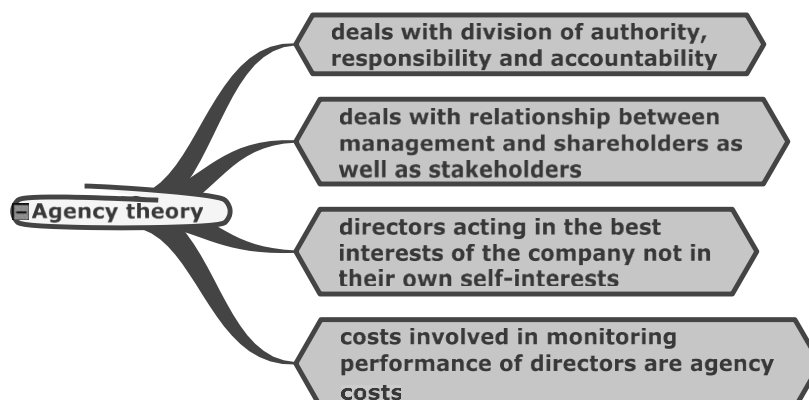 deals with division of authority,
responsibility and accountability
deals with relationship between
management and shareholders as
well as stakeholders
Agency theory
directors acting in the best
interests of the company not in
their own self-interests
costs involved in monitoring
performance of directors are agency
costs